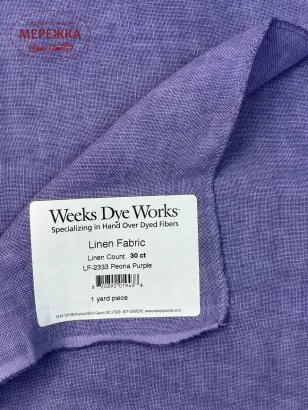 МЕРЕЖКА
Weeks Dye Works™
Specializing in Hand Over Dyed Fibers
Linen Fabric
Linen Count 30 ct
LF-2333 Peoria Purple
1 yard piece